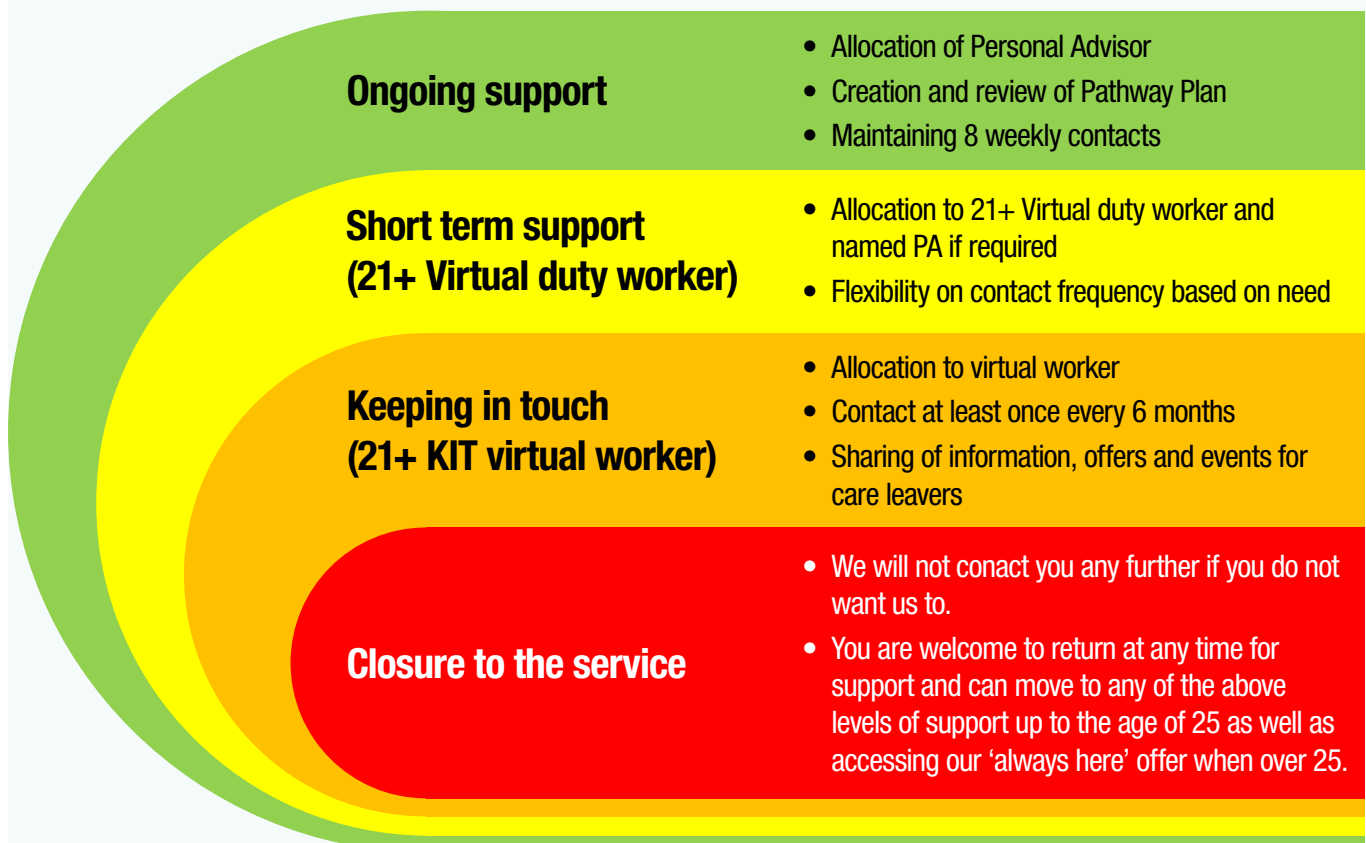 Ongoing support
• Allocation of Personal Advisor
• Creation and review of Pathway Plan
• Maintaining 8 weekly contacts
Short term support
(21+ Virtual duty worker)
• Allocation to 21+ Virtual duty worker and
named PA if required
• Flexibility on contact frequency based on need
Keeping in touch
(21+ KIT virtual worker)
• Allocation to virtual worker
• Contact at least once every 6 months
• Sharing of information, offers and events for
care leavers
Closure to the service
• We will not conact you any further if you do not
want us to.
• You are welcome to return at any time for
support and can move to any of the above
levels of support up to the age of 25 as well as
accessing our ‘always here’ offer when over 25.